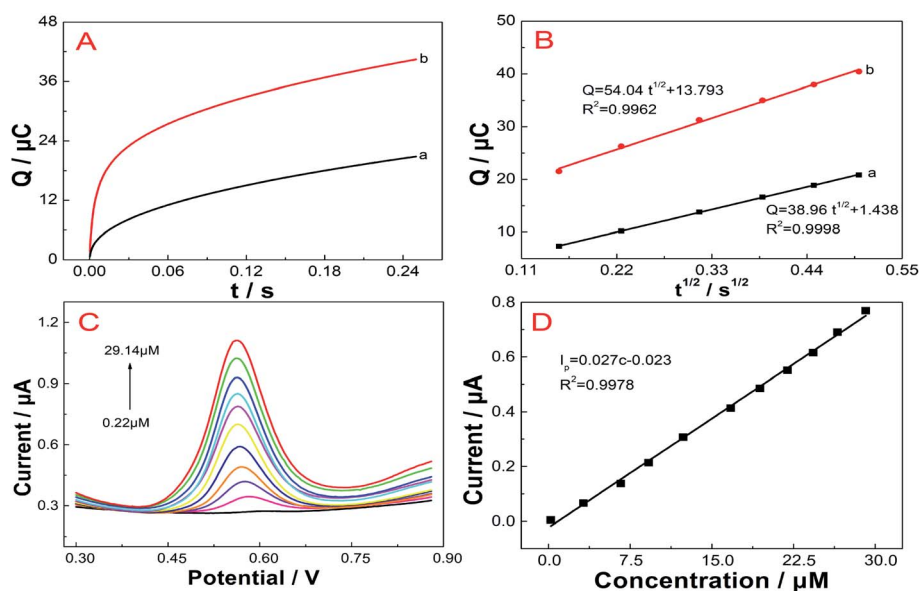 A
Q / µC
48
36
24
12
0
b
a
0.00 0.06 0.12 0.18 0.24
t / s
B
Q / µC
50
40
30
20
10
b
Q=54.04 t^1/2+13.793
R²=0.9962
a
Q=38.96 t^1/2+1.438
R²=0.9998
0.11 0.22 0.33 0.44 0.55
t^1/2 / s^1/2
C
Current / µA
1.2
0.9
0.6
0.3
29.14µM
0.22µM
0.30 0.45 0.60 0.75 0.90
Potential / V
D
Current / µA
0.8
0.6
0.4
0.2
0.0
I_p=0.027c-0.023
R²=0.9978
0.0 7.5 15.0 22.5 30.0
Concentration / µM